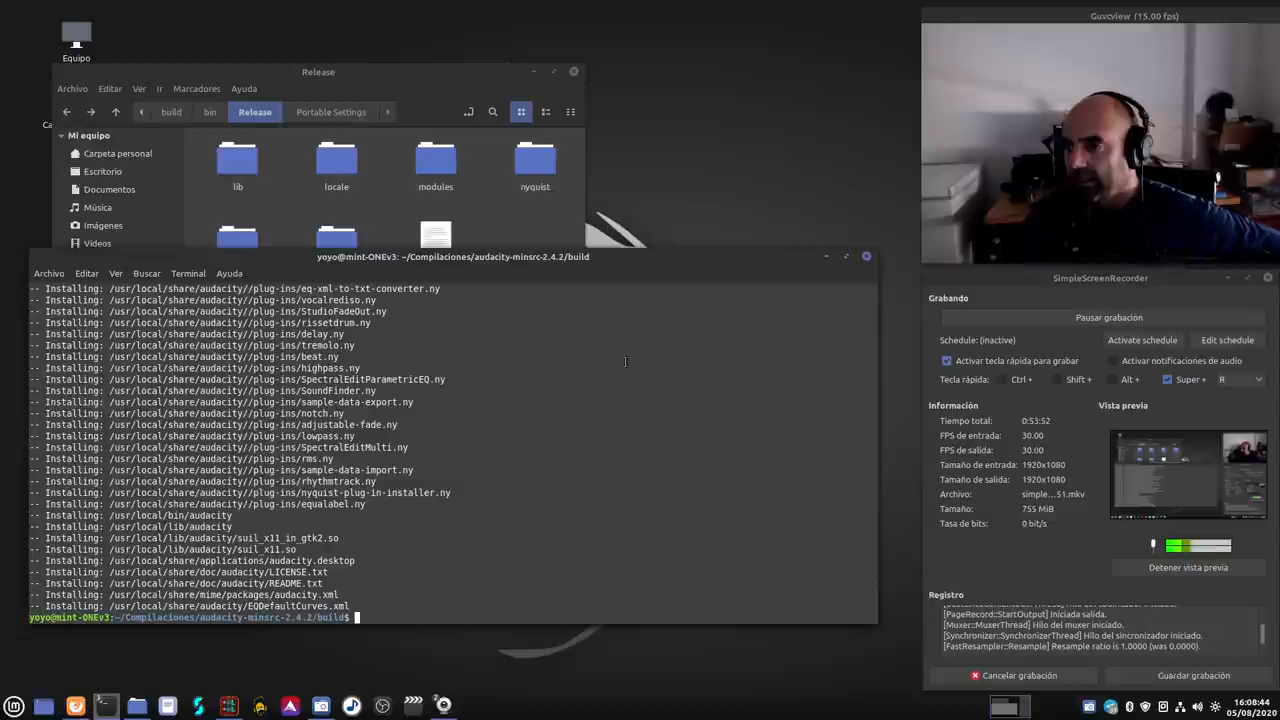 Equipo
Release
Archivo Editar Ver Ir Marcadores Ayuda
build bin Release Portable Settings
Mi equipo
Carpeta personal
Escritorio
Documentos
Música
Imágenes
Vídeos
lib locale modules nyquist
yoyo@mint-ONEv3: ~/Compilaciones/audacity-minsrc-2.4.2/build
Archivo Editar Ver Buscar Terminal Ayuda
-- Installing: /usr/local/share/audacity//plug-ins/eq-xml-to-txt-converter.ny
-- Installing: /usr/local/share/audacity//plug-ins/vocalrediso.ny
-- Installing: /usr/local/share/audacity//plug-ins/StudioFadeOut.ny
-- Installing: /usr/local/share/audacity//plug-ins/rissetdrum.ny
-- Installing: /usr/local/share/audacity//plug-ins/delay.ny
-- Installing: /usr/local/share/audacity//plug-ins/tremolo.ny
-- Installing: /usr/local/share/audacity//plug-ins/beat.ny
-- Installing: /usr/local/share/audacity//plug-ins/highpass.ny
-- Installing: /usr/local/share/audacity//plug-ins/SpectralEditParametricEQ.ny
-- Installing: /usr/local/share/audacity//plug-ins/SoundFinder.ny
-- Installing: /usr/local/share/audacity//plug-ins/sample-data-export.ny
-- Installing: /usr/local/share/audacity//plug-ins/notch.ny
-- Installing: /usr/local/share/audacity//plug-ins/adjustable-fade.ny
-- Installing: /usr/local/share/audacity//plug-ins/lowpass.ny
-- Installing: /usr/local/share/audacity//plug-ins/SpectralEditMulti.ny
-- Installing: /usr/local/share/audacity//plug-ins/rms.ny
-- Installing: /usr/local/share/audacity//plug-ins/sample-data-import.ny
-- Installing: /usr/local/share/audacity//plug-ins/rhythmtrack.ny
-- Installing: /usr/local/share/audacity//plug-ins/nyquist-plug-in-installer.ny
-- Installing: /usr/local/share/audacity//plug-ins/equalabel.ny
-- Installing: /usr/local/bin/audacity
-- Installing: /usr/local/lib/audacity
-- Installing: /usr/local/lib/audacity/suil_x11_in_gtk2.so
-- Installing: /usr/local/lib/audacity/suil_x11.so
-- Installing: /usr/local/share/applications/audacity.desktop
-- Installing: /usr/local/share/doc/audacity/LICENSE.txt
-- Installing: /usr/local/share/doc/audacity/README.txt
-- Installing: /usr/local/share/mime/packages/audacity.xml
-- Installing: /usr/local/share/audacity/EQDefaultCurves.xml
yoyo@mint-ONEv3:~/Compilaciones/audacity-minsrc-2.4.2/build$
Guvcview (15,00 fps)
SimpleScreenRecorder
Grabando
Pausar grabación
Schedule: (inactive) Activate schedule Edit schedule
Activar tecla rápida para grabar Activar notificaciones de audio
Tecla rápida: Ctrl + Shift + Alt + Super + R
Información Vista previa
Tiempo total: 0:53:52
FPS de entrada: 30.00
FPS de salida: 30.00
Tamaño de entrada: 1920x1080
Tamaño de salida: 1920x1080
Archivo: simple...51.mkv
Tamaño: 755 MiB
Tasa de bits: 0 bit/s
Detener vista previa
Registro
[PageRecord::StartOutput] Iniciada salida.
[Muxer::MuxerThread] Hilo del muxer iniciado.
[Synchronizer::SynchronizerThread] Hilo del sincronizador iniciado.
[FastResampler::Resample] Resample ratio is 1.0000 (was 0.0000).
Cancelar grabación Guardar grabación
16:08:44
05/08/2020